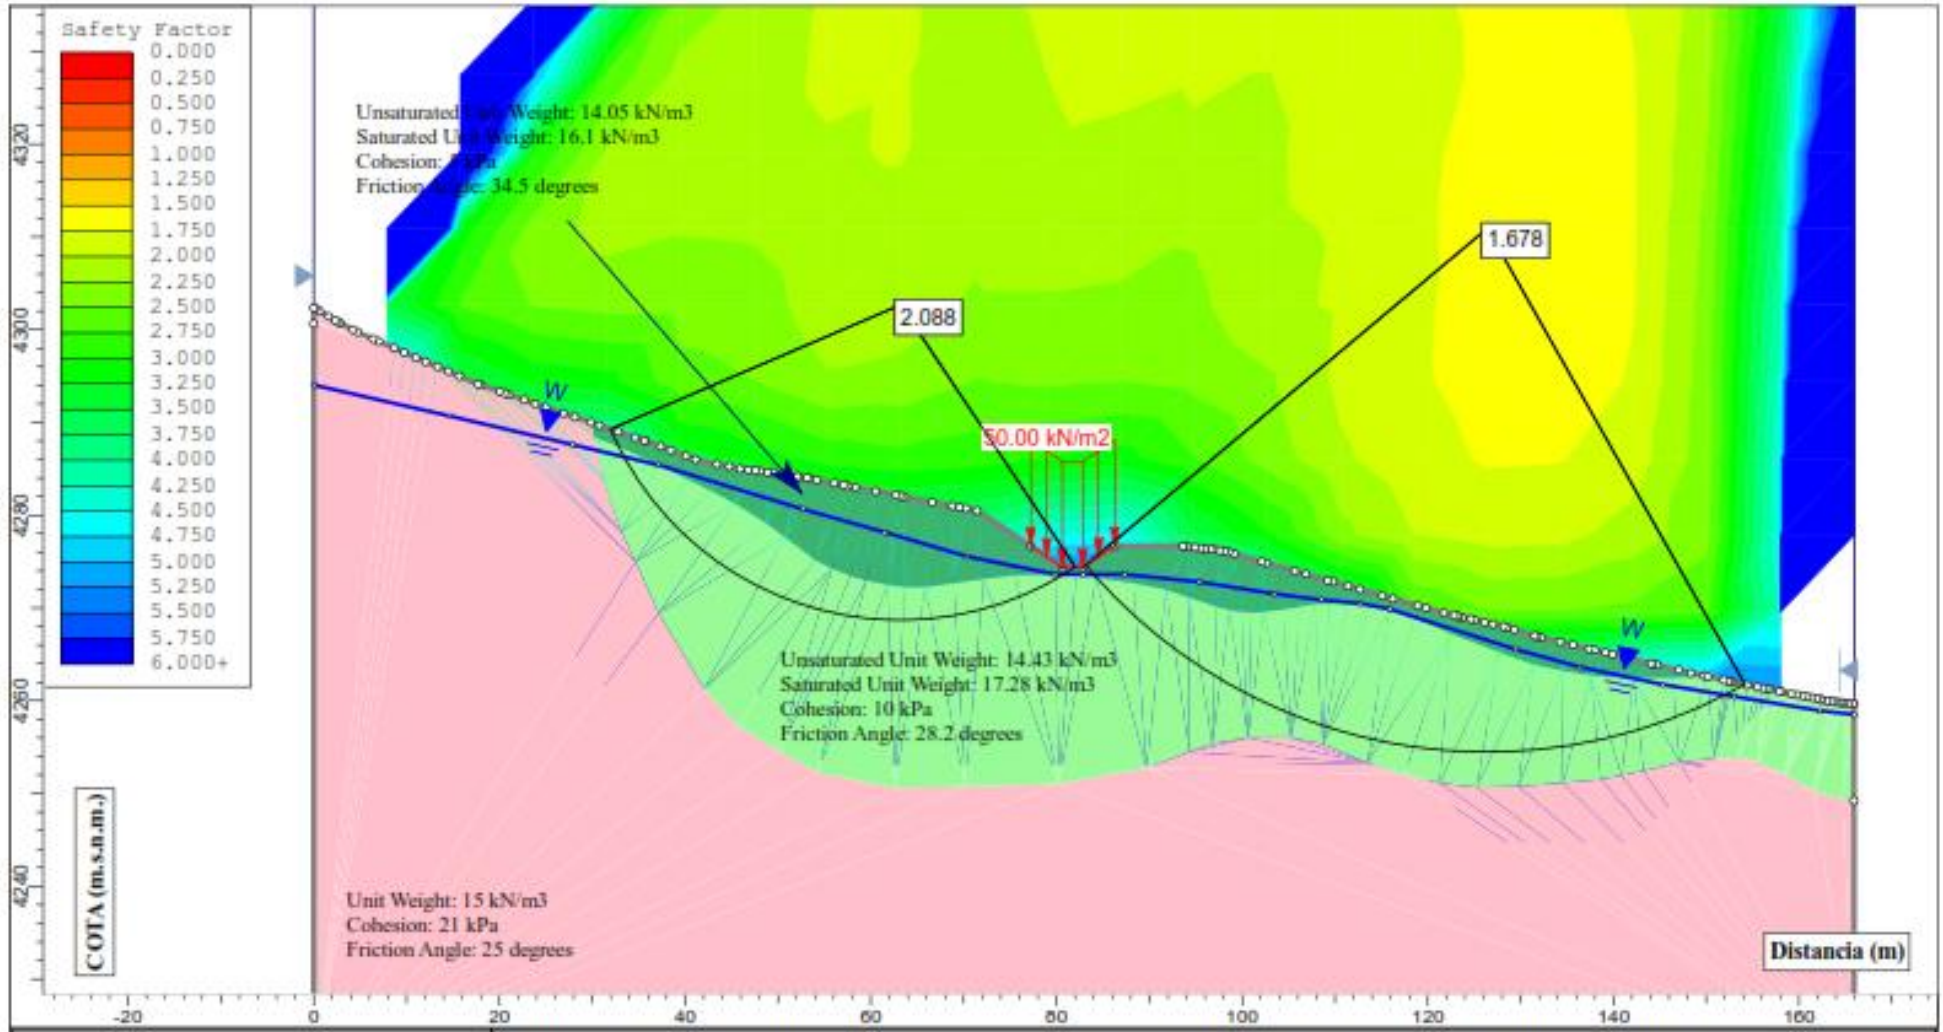 Safety Factor
0.000
0.250
0.500
0.750
1.000
1.250
1.500
1.750
2.000
2.250
2.500
2.750
3.000
3.250
3.500
3.750
4.000
4.250
4.500
4.750
5.000
5.250
5.500
5.750
6.000+
Unsaturated Weight: 14.05 kN/m3
Saturated Weight: 16.1 kN/m3
Cohesion: kPa
Friction 34.5 degrees
1.678
2.088
W
50.00 kN/m2
W
Unsaturated Unit Weight: 14.43 kN/m3
Saturated Unit Weight: 17.28 kN/m3
Cohesion: 10 kPa
Friction Angle: 28.2 degrees
Unit Weight: 15 kN/m3
Cohesion: 21 kPa
Friction Angle: 25 degrees
COTA (m.s.n.m.)
Distancia (m)
4320
4300
4280
4260
4240
-20
0
20
40
60
80
100
120
140
160